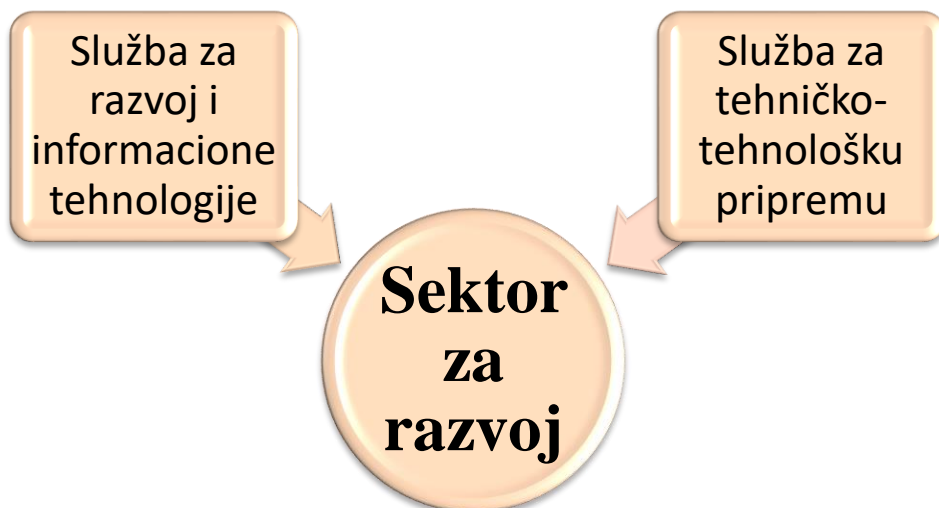 Služba za
razvoj i
informacione
tehnologije
Služba za
tehničko-
tehnološku
pripremu
Sektor
za
razvoj